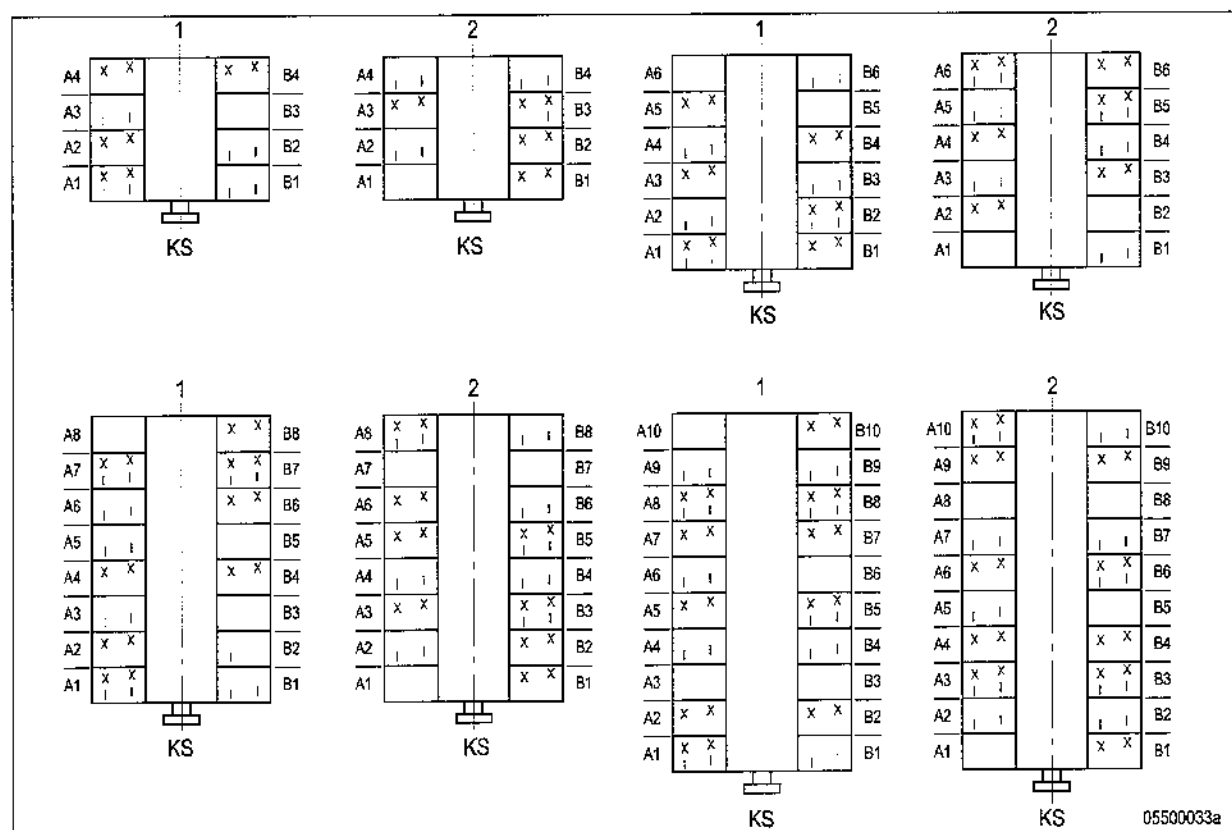 1 2 1 2
A4 X X X X B4
A3 B3
A2 X X B2
A1 X X B1
KS
A4 B4
A3 X X X X B3
A2 X X B2
A1 X X B1
KS
A6 B6
A5 X X B5
A4 X X B4
A3 X X B3
A2 X X B2
A1 X X X X B1
KS
A6 X X X X B6
A5 X X B5
A4 X X B4
A3 X X B3
A2 X X B2
A1 B1
KS
1 2 1 2
A8 X X B8
A7 X X X X B7
A6 X X B6
A5 B5
A4 X X X X B4
A3 B3
A2 X X B2
A1 X X B1
KS
A8 X X B8
A7 B7
A6 X X B6
A5 X X X X B5
A4 B4
A3 X X X X B3
A2 X X B2
A1 X X B1
KS
A10 X X B10
A9 B9
A8 X X X X B8
A7 X X X X B7
A6 B6
A5 X X X X B5
A4 B4
A3 B3
A2 X X X X B2
A1 X X B1
KS
A10 X X B10
A9 X X X X B9
A8 B8
A7 B7
A6 X X X X B6
A5 B5
A4 X X X X B4
A3 X X X X B3
A2 B2
A1 X X B1
KS
05500033a